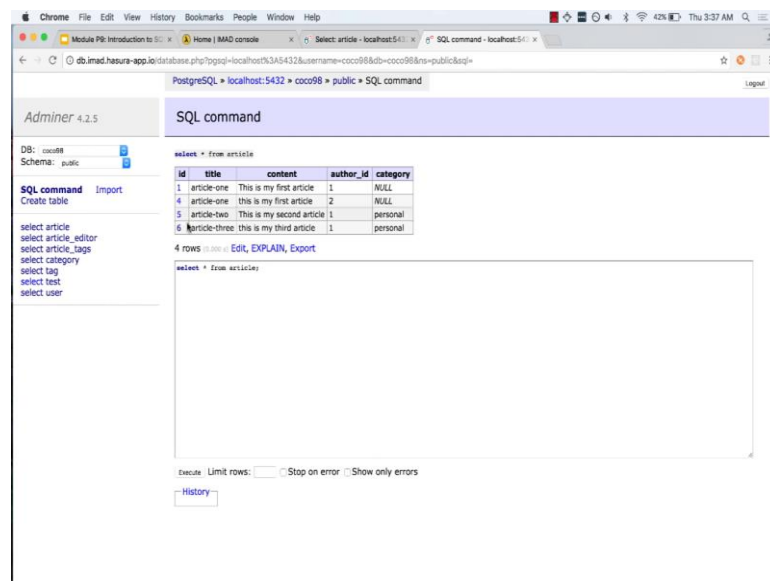 Chrome File Edit View History Bookmarks People Window Help 42% Thu 3:37 AM
Module P9: Introduction to SQ × Home | IMAD console × Select: article - localhost:543 × SQL command - localhost:543 ×
db.imad.hasura-app.io/database.php?pgsql=localhost%3A5432&username=coco98&db=coco98&ns=public&sql=
PostgreSQL » localhost:5432 » coco98 » public » SQL command
Logout
Adminer 4.2.5
SQL command
DB: coco98
Schema: public
SQL command Import
Create table
select article
select article_editor
select article_tags
select category
select tag
select test
select user
select * from article
id title content author_id category
1 article-one This is my first article 1 NULL
4 article-one this is my first article 2 NULL
5 article-two This is my second article 1 personal
6 article-three this is my third article 1 personal
4 rows (0.000 s) Edit, EXPLAIN, Export
select * from article;
Execute Limit rows: Stop on error Show only errors
History